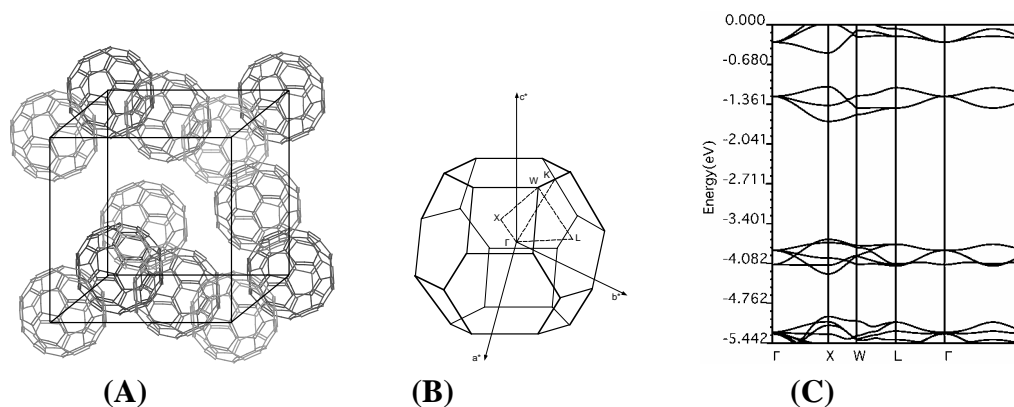 c*
W
K
X
Γ
L
b*
a*
Energy(eV)
0.000
-0.680
-1.361
-2.041
-2.711
-3.401
-4.082
-4.762
-5.442
Γ X W L Γ
(A) (B) (C)